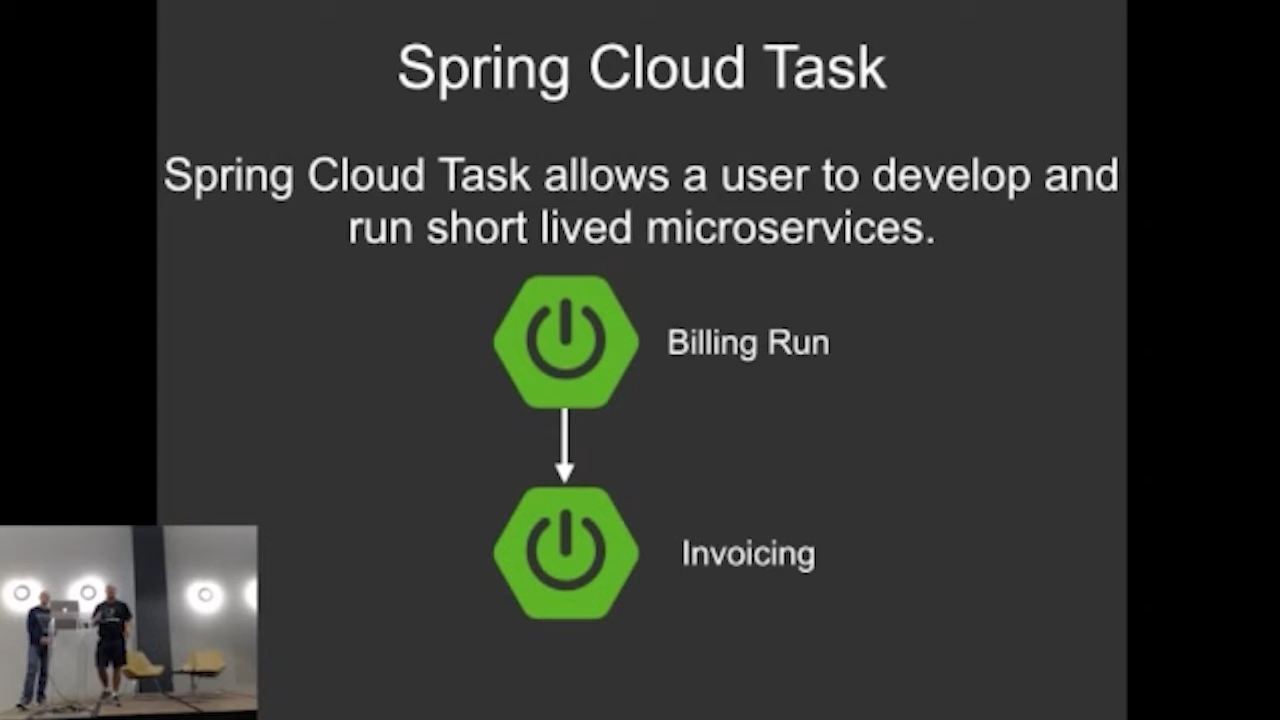 Spring Cloud Task
Spring Cloud Task allows a user to develop and
run short lived microservices.
Billing Run
Invoicing